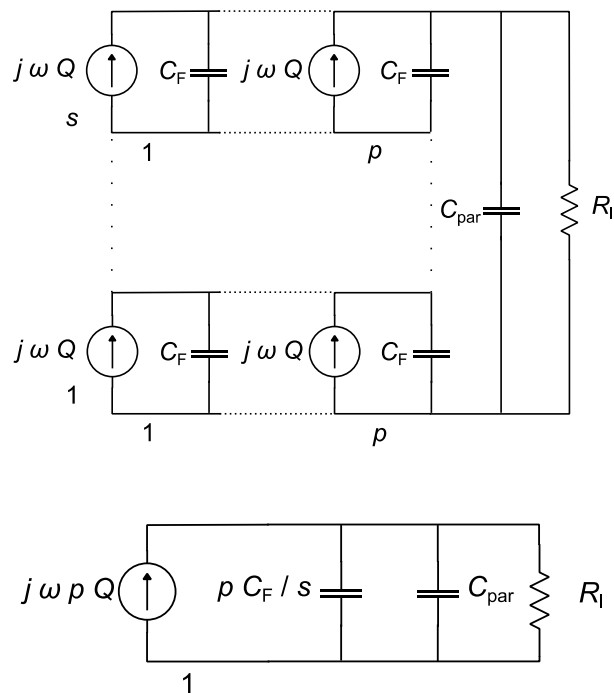 j ω Q
C_F
j ω Q
C_F
s
1
p
C_par
R_l
j ω Q
C_F
j ω Q
C_F
1
1
p
j ω p Q
p C_F / s
C_par
R_l
1